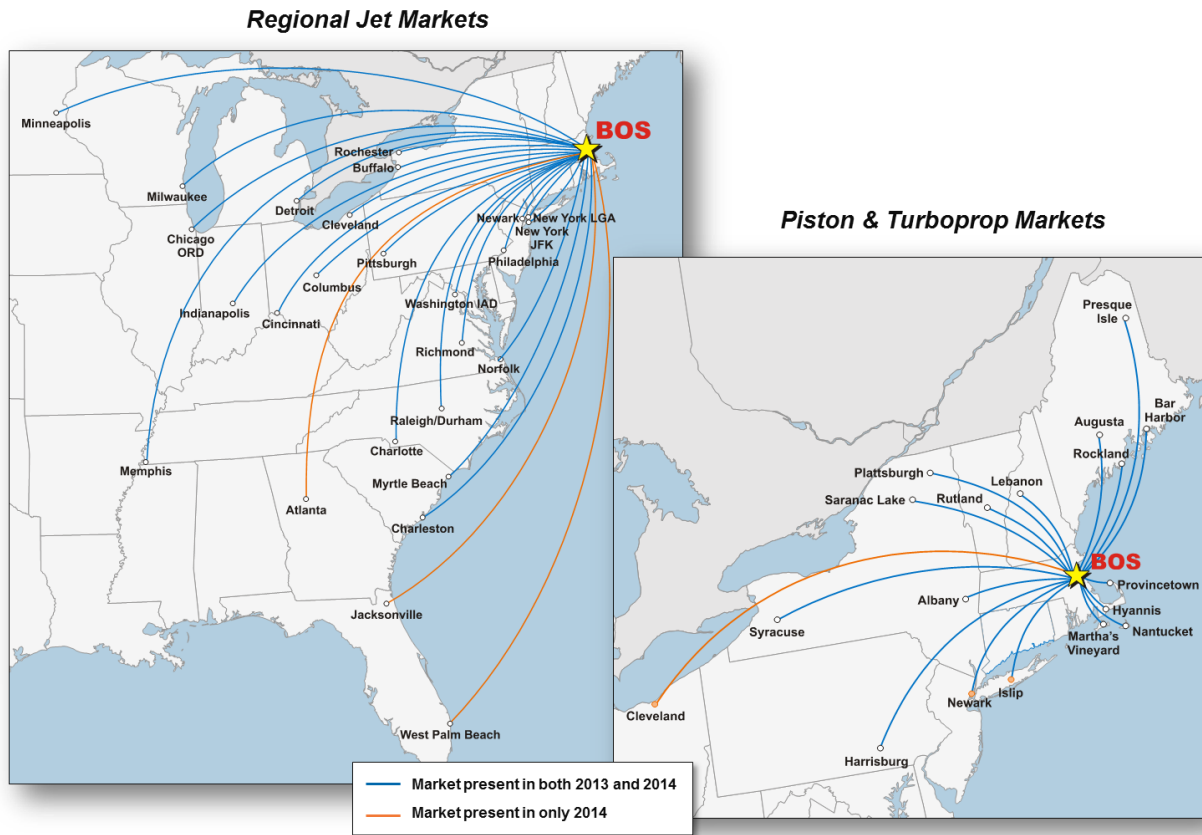 Regional Jet Markets
BOS
Minneapolis
Rochester
Buffalo
Milwaukee
Detroit
Cleveland
Newark
New York LGA
New York
JFK
Chicago
ORD
Pittsburgh
Philadelphia
Columbus
Washington IAD
Indianapolis
Cincinnati
Richmond
Norfolk
Raleigh/Durham
Charlotte
Memphis
Myrtle Beach
Atlanta
Charleston
Jacksonville
West Palm Beach
Piston & Turboprop Markets
Presque
Isle
Bar
Harbor
Augusta
Rockland
Plattsburgh
Lebanon
Saranac Lake
Rutland
BOS
Provincetown
Albany
Hyannis
Syracuse
Martha's
Vineyard
Nantucket
Islip
Newark
Cleveland
Harrisburg
Market present in both 2013 and 2014
Market present in only 2014